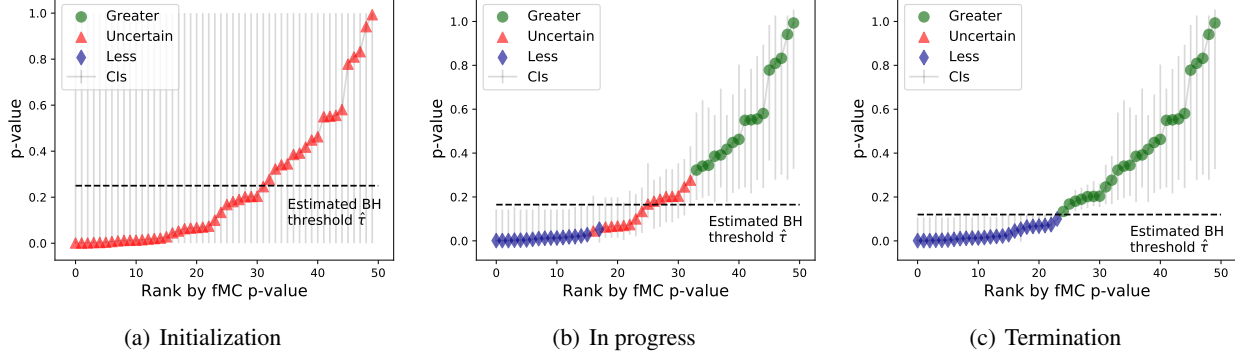 1.0
0.8
0.6
0.4
0.2
0.0
p-value
Greater
Uncertain
Less
CIs
Estimated BH
threshold τ̂
0 10 20 30 40 50
Rank by fMC p-value
(a) Initialization
1.0
0.8
0.6
0.4
0.2
0.0
p-value
Greater
Uncertain
Less
CIs
Estimated BH
threshold τ̂
0 10 20 30 40 50
Rank by fMC p-value
(b) In progress
1.0
0.8
0.6
0.4
0.2
0.0
p-value
Greater
Uncertain
Less
CIs
Estimated BH
threshold τ̂
0 10 20 30 40 50
Rank by fMC p-value
(c) Termination